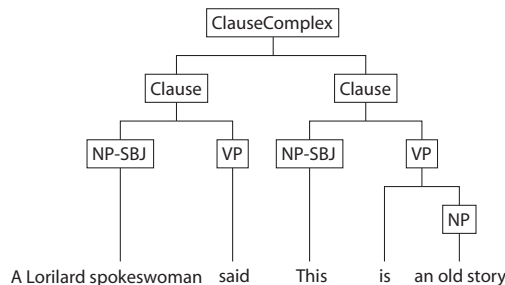 ClauseComplex
Clause Clause
NP-SBJ VP NP-SBJ VP
NP
A Lorilard spokeswoman said This is an old story